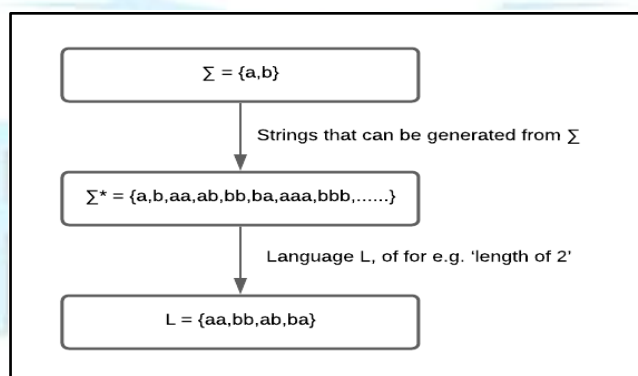 ∑ = {a,b}
Strings that can be generated from ∑
∑* = {a,b,aa,ab,bb,ba,aaa,bbb,......}
Language L, of for e.g. 'length of 2'
L = {aa,bb,ab,ba}